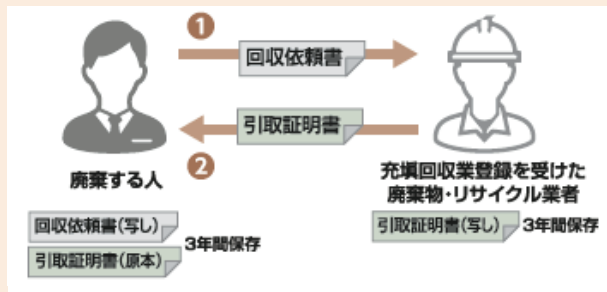 ❶
回収依頼書
引取証明書
❷
廃棄する人
充塡回収業登録を受けた
廃棄物・リサイクル業者
回収依頼書(写し)
引取証明書(原本)
3年間保存
引取証明書(写し)
3年間保存